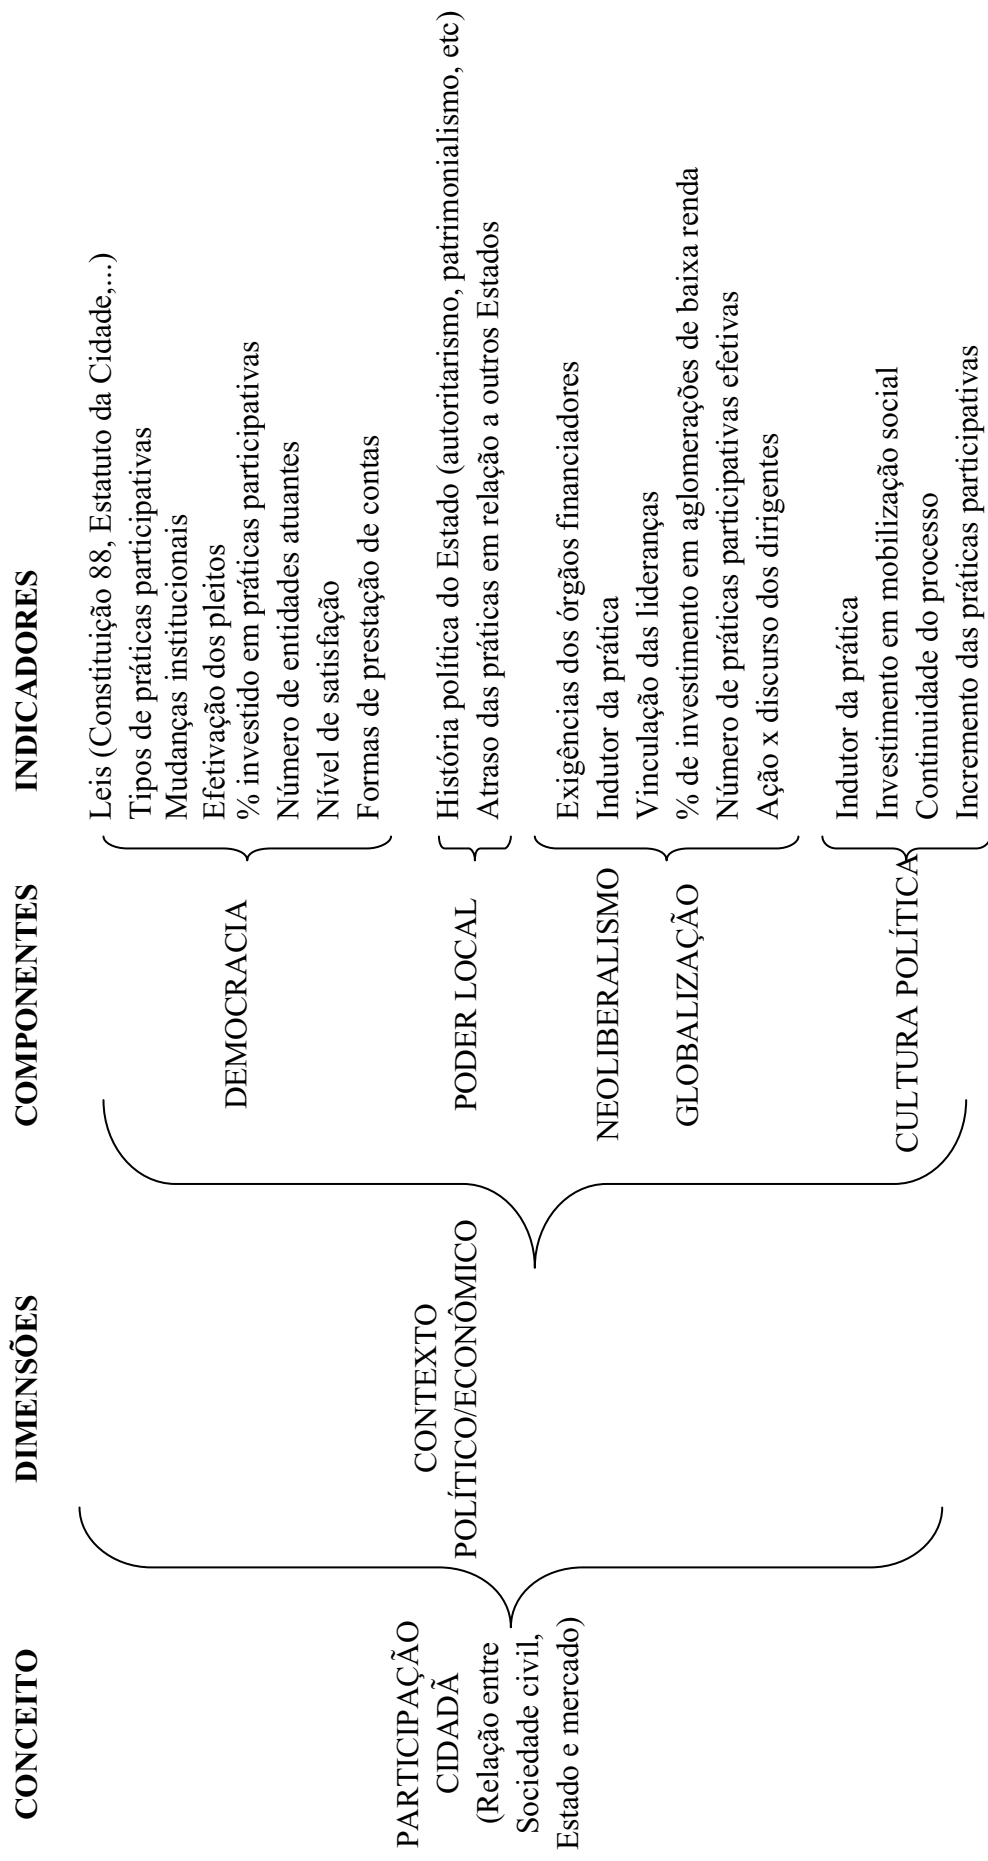 CONCEITO
DIMENSÕES
COMPONENTES
INDICADORES
PARTICIPAÇÃO
CIDADÃ
(Relação entre
Sociedade civil,
Estado e mercado)
CONTEXTO
POLÍTICO/ECONÔMICO
DEMOCRACIA
Leis (Constituição 88, Estatuto da Cidade,...)
Tipos de práticas participativas
Mudanças institucionais
Efetivação dos pleitos
% investido em práticas participativas
Número de entidades atuantes
Nível de satisfação
Formas de prestação de contas
PODER LOCAL
História política do Estado (autoritarismo, patrimonialismo, etc)
Atraso das práticas em relação a outros Estados
NEOLIBERALISMO
GLOBALIZAÇÃO
Exigências dos órgãos financiadores
Indutor da prática
Vinculação das lideranças
% de investimento em aglomerações de baixa renda
Número de práticas participativas efetivas
Ação x discurso dos dirigentes
CULTURA POLÍTICA
Indutor da prática
Investimento em mobilização social
Continuidade do processo
Incremento das práticas participativas